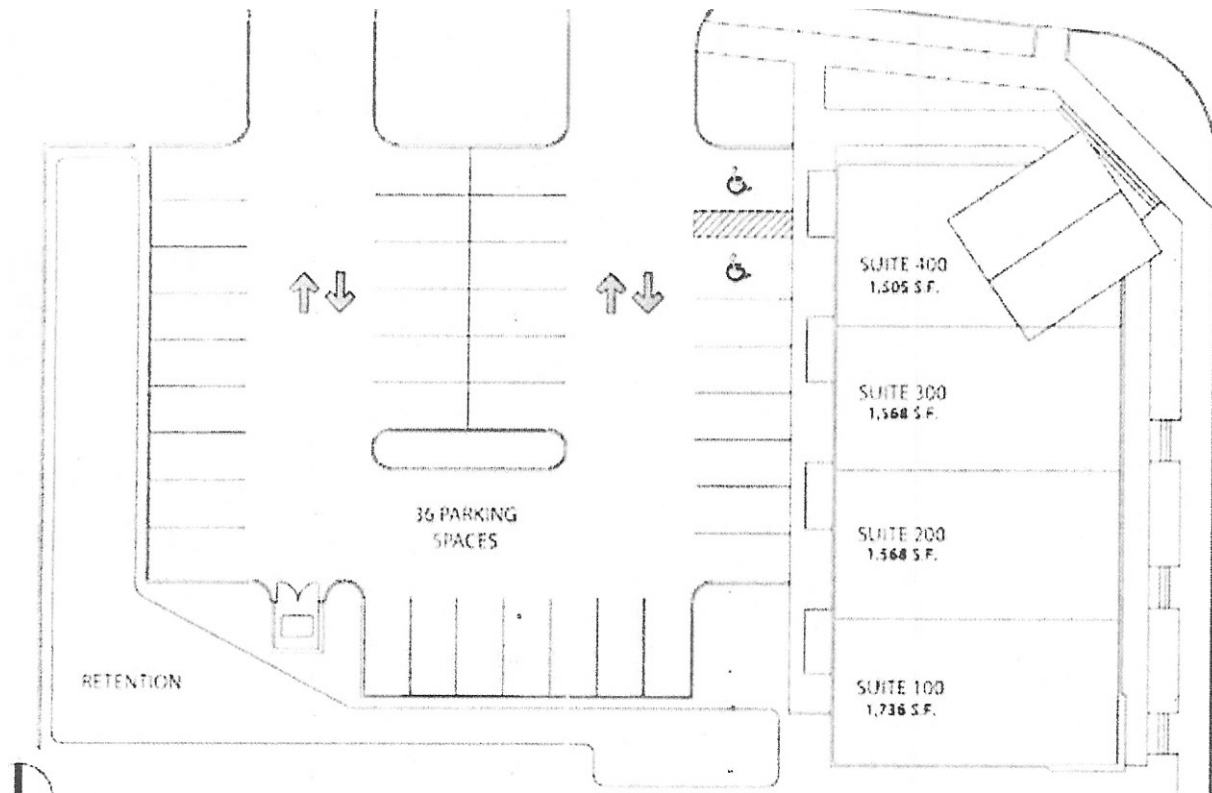 SUITE 400
1,505 S.F.
SUITE 300
1,568 S.F.
36 PARKING
SPACES
SUITE 200
1,568 S.F.
RETENTION
SUITE 100
1,736 S.F.